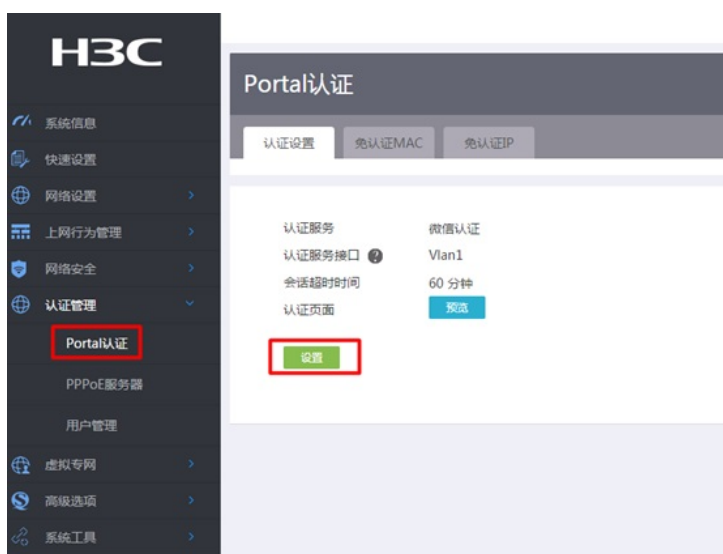 H3C
系统信息
快速设置
网络设置
上网行为管理
网络安全
认证管理
Portal认证
PPPoE服务器
用户管理
虚拟专网
高级选项
系统工具
Portal认证
认证设置 免认证MAC 免认证IP
认证服务 微信认证
认证服务接口 ? Vlan1
会话超时时间 60 分钟
认证页面 预览
设置